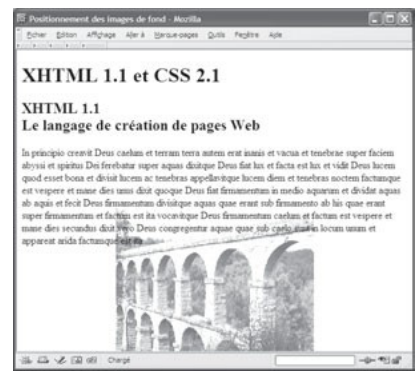 Positionnement des images de fond - Mozilla
Fichier Edition Affichage Aller à Marque-pages Outils Fenêtre Aide
XHTML 1.1 et CSS 2.1
XHTML 1.1
Le langage de création de pages Web
In principio creavit Deus caelum et terram terra autem erat inanis et vacua et tenebrae super faciem
abyssi et spiritus Dei ferebatur super aquas dixitque Deus fiat lux et facta est lux et vidit Deus lucem
quod esset bona et divisit lucem ac tenebras appellavitque lucem diem et tenebras noctem factumque
est vespere et mane dies unus dixit quoque Deus fiat firmamentum in medio aquarum et dividat aquas
ab aquis et fecit Deus firmamentum divisitque aquas quae erant sub firmamento ab his quae erant
super firmamentum et factum est ita vocavitque Deus firmamentum caelum et factum est vespere et
mane dies secundus dixit vero Deus congregentur aquae quae sub caelo sunt in locum unum et
appareat arida factumque est ita
Chargé